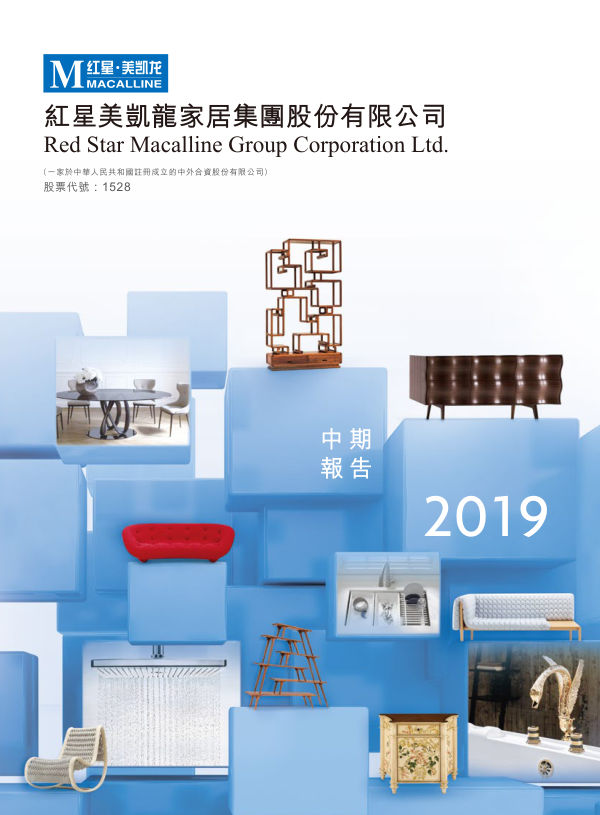 M 红星·美凯龙
MACALLINE
紅星美凱龍家居集團股份有限公司
Red Star Macalline Group Corporation Ltd.
(一家於中華人民共和國註冊成立的中外合資股份有限公司)
股票代號：1528
中期
報告
2019